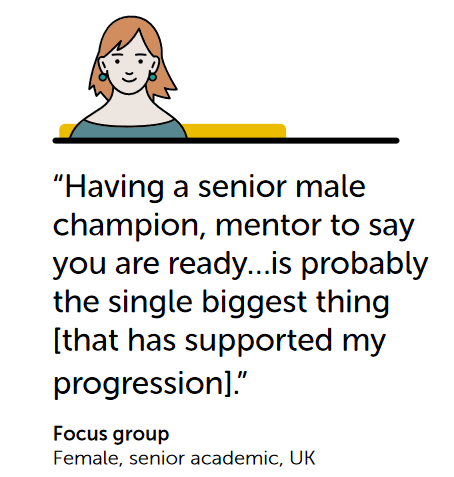 “Having a senior male
champion, mentor to say
you are ready...is probably
the single biggest thing
[that has supported my
progression].”
Focus group
Female, senior academic, UK